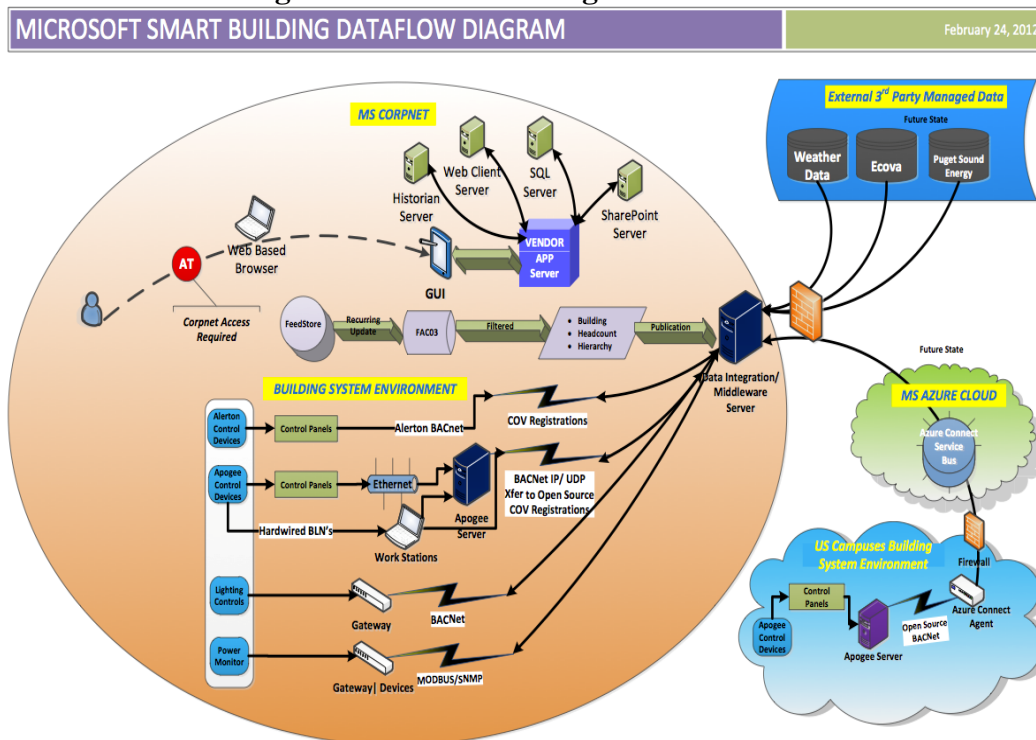 MICROSOFT SMART BUILDING DATAFLOW DIAGRAM
February 24, 2012
MS CORPNET
Historian
Server
Web Client
Server
SQL
Server
SharePoint
Server
VENDOR
APP
Server
GUI
Web Based
Browser
AT
Corpnet Access
Required
External 3rd Party Managed Data
Future State
Weather
Data
Ecova
Puget Sound
Energy
FeedStore
Recurring
Update
FAC03
Filtered
• Building
• Headcount
• Hierarchy
Publication
Data Integration/
Middleware
Server
BUILDING SYSTEM ENVIRONMENT
Alerton
Control
Devices
Control Panels
Alerton BACnet
COV Registrations
Apogee
Control
Devices
Control Panels
Ethernet
Apogee
Server
BACNet IP/ UDP
Xfer to Open Source
COV Registrations
Hardwired BLN's
Work Stations
Lighting
Controls
Gateway
BACNet
Power
Monitor
Gateway| Devices
MODBUS/SNMP
Future State
MS AZURE CLOUD
Azure Connect
Service
Bus
US Campuses Building
System Environment
Firewall
Control
Panels
Apogee
Control
Devices
Apogee Server
Open Source
BACNet
Azure Connect
Agent